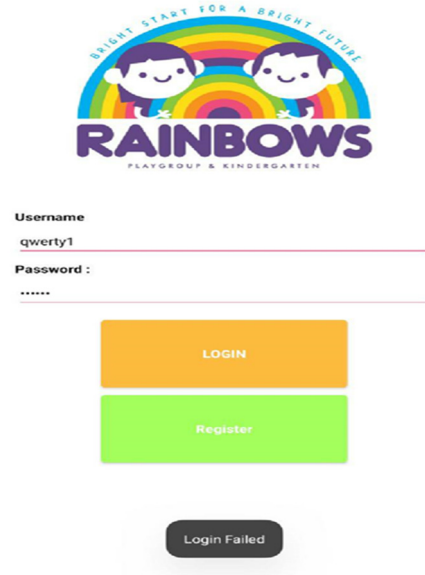 BRIGHT START FOR A BRIGHT FUTURE
RAINBOWS
PLAYGROUP & KINDERGARTEN
Username
qwerty1
Password :
......
LOGIN
Register
Login Failed